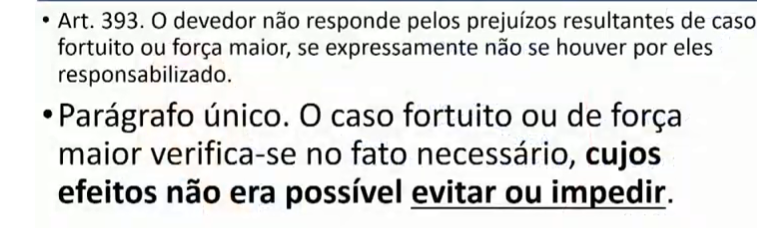 • Art. 393. O devedor não responde pelos prejuízos resultantes de caso
fortuito ou força maior, se expressamente não se houver por eles
responsabilizado.
• Parágrafo único. O caso fortuito ou de força
maior verifica-se no fato necessário, cujos
efeitos não era possível evitar ou impedir.